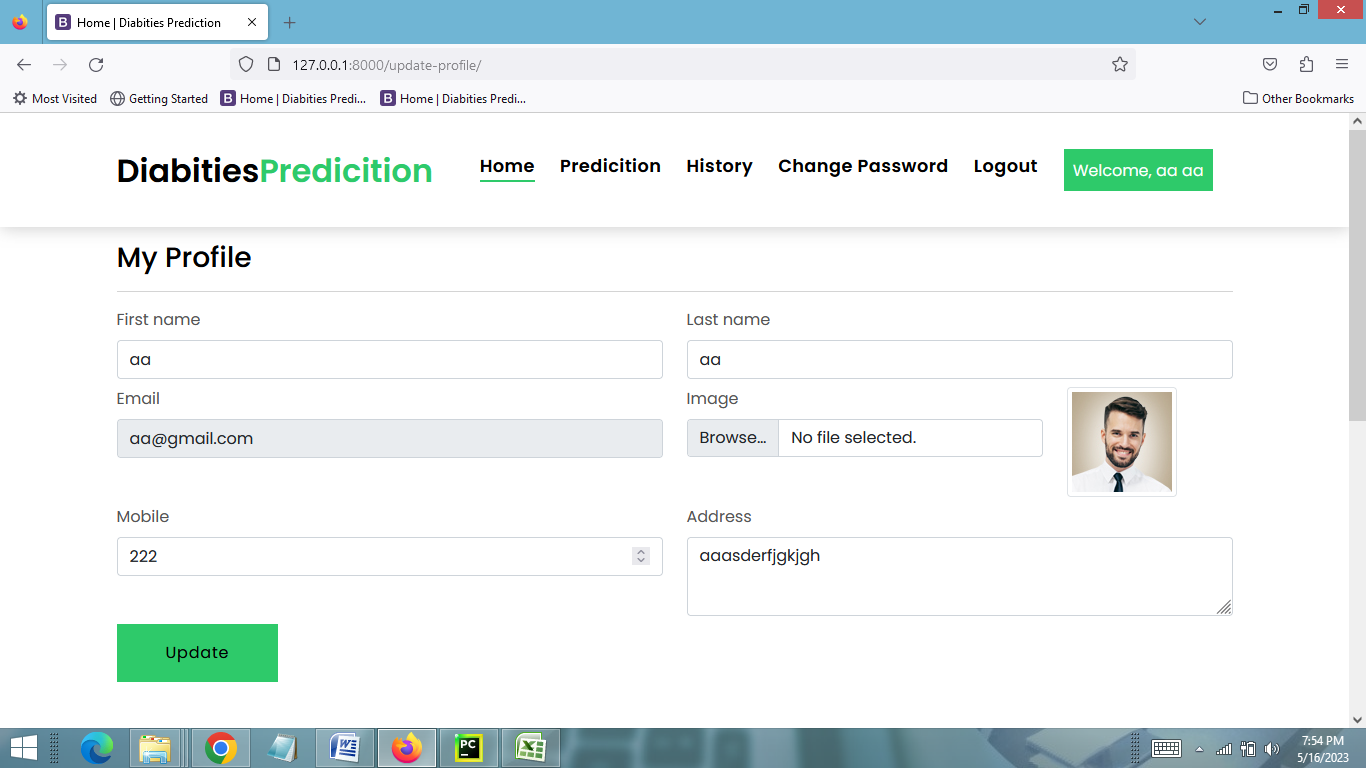 Home | Diabities Prediction
127.0.0.1:8000/update-profile/
Most Visited Getting Started Home | Diabities Predi... Home | Diabities Predi... Other Bookmarks
DiabitiesPredicition Home Predicition History Change Password Logout Welcome, aa aa
My Profile
First name Last name
aa aa
Email Image
aa@gmail.com Browse... No file selected.
Mobile Address
222 aaasderfjgkjgh
Update
7:54 PM
5/16/2023